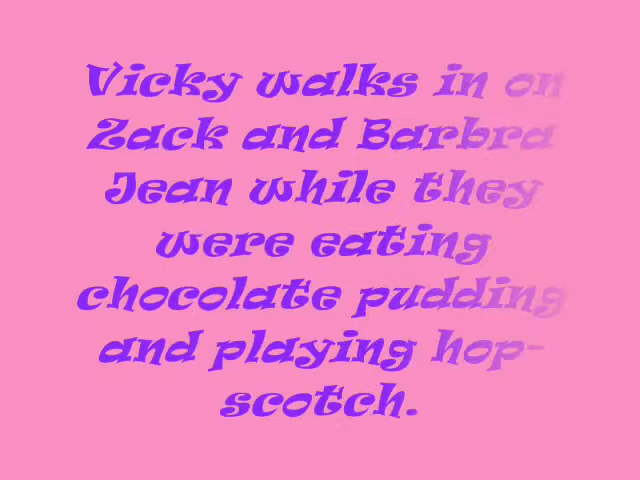 Vicky walks in on
Zack and Barbra
Jean while they
were eating
chocolate pudding
and playing hop-
scotch.